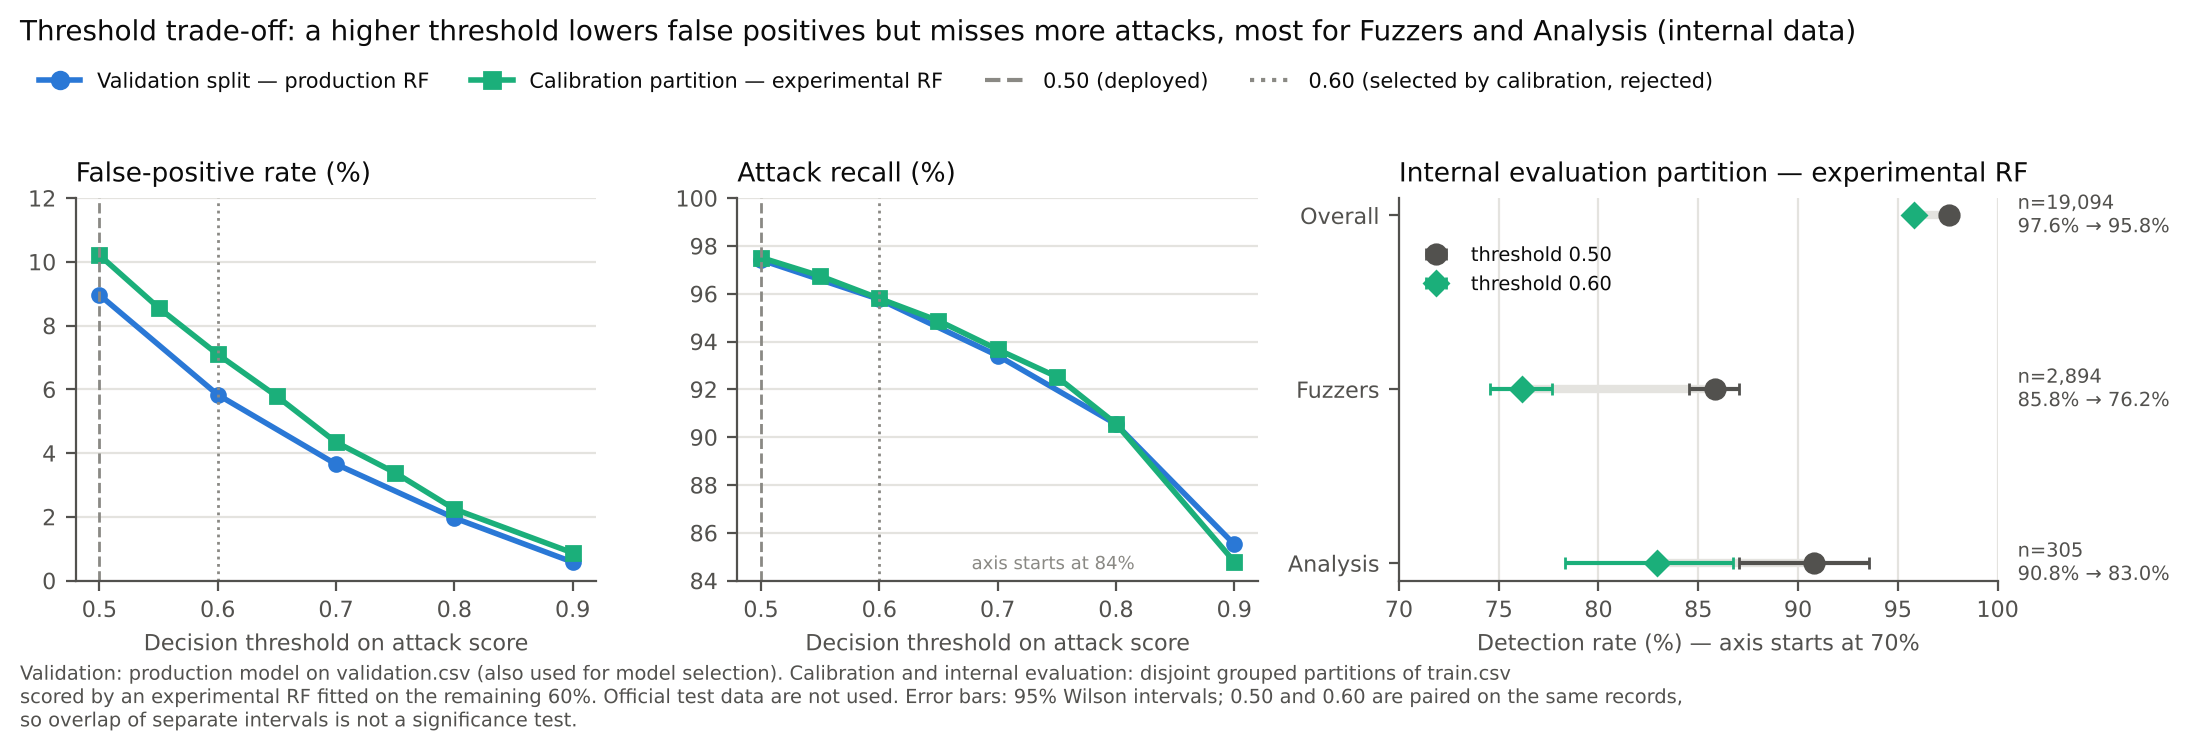 Threshold trade-off: a higher threshold lowers false positives but misses more attacks, most for Fuzzers and Analysis (internal data)
Validation split — production RF
Calibration partition — experimental RF
0.50 (deployed)
0.60 (selected by calibration, rejected)
False-positive rate (%)
12
10
8
6
4
2
0
0.5
0.6
0.7
0.8
0.9
Decision threshold on attack score
Attack recall (%)
100
98
96
94
92
90
88
86
84
axis starts at 84%
0.5
0.6
0.7
0.8
0.9
Decision threshold on attack score
Internal evaluation partition — experimental RF
Overall
n=19,094
97.6% → 95.8%
threshold 0.50
threshold 0.60
Fuzzers
n=2,894
85.8% → 76.2%
Analysis
n=305
90.8% → 83.0%
70
75
80
85
90
95
100
Detection rate (%) — axis starts at 70%
Validation: production model on validation.csv (also used for model selection). Calibration and internal evaluation: disjoint grouped partitions of train.csv
scored by an experimental RF fitted on the remaining 60%. Official test data are not used. Error bars: 95% Wilson intervals; 0.50 and 0.60 are paired on the same records,
so overlap of separate intervals is not a significance test.